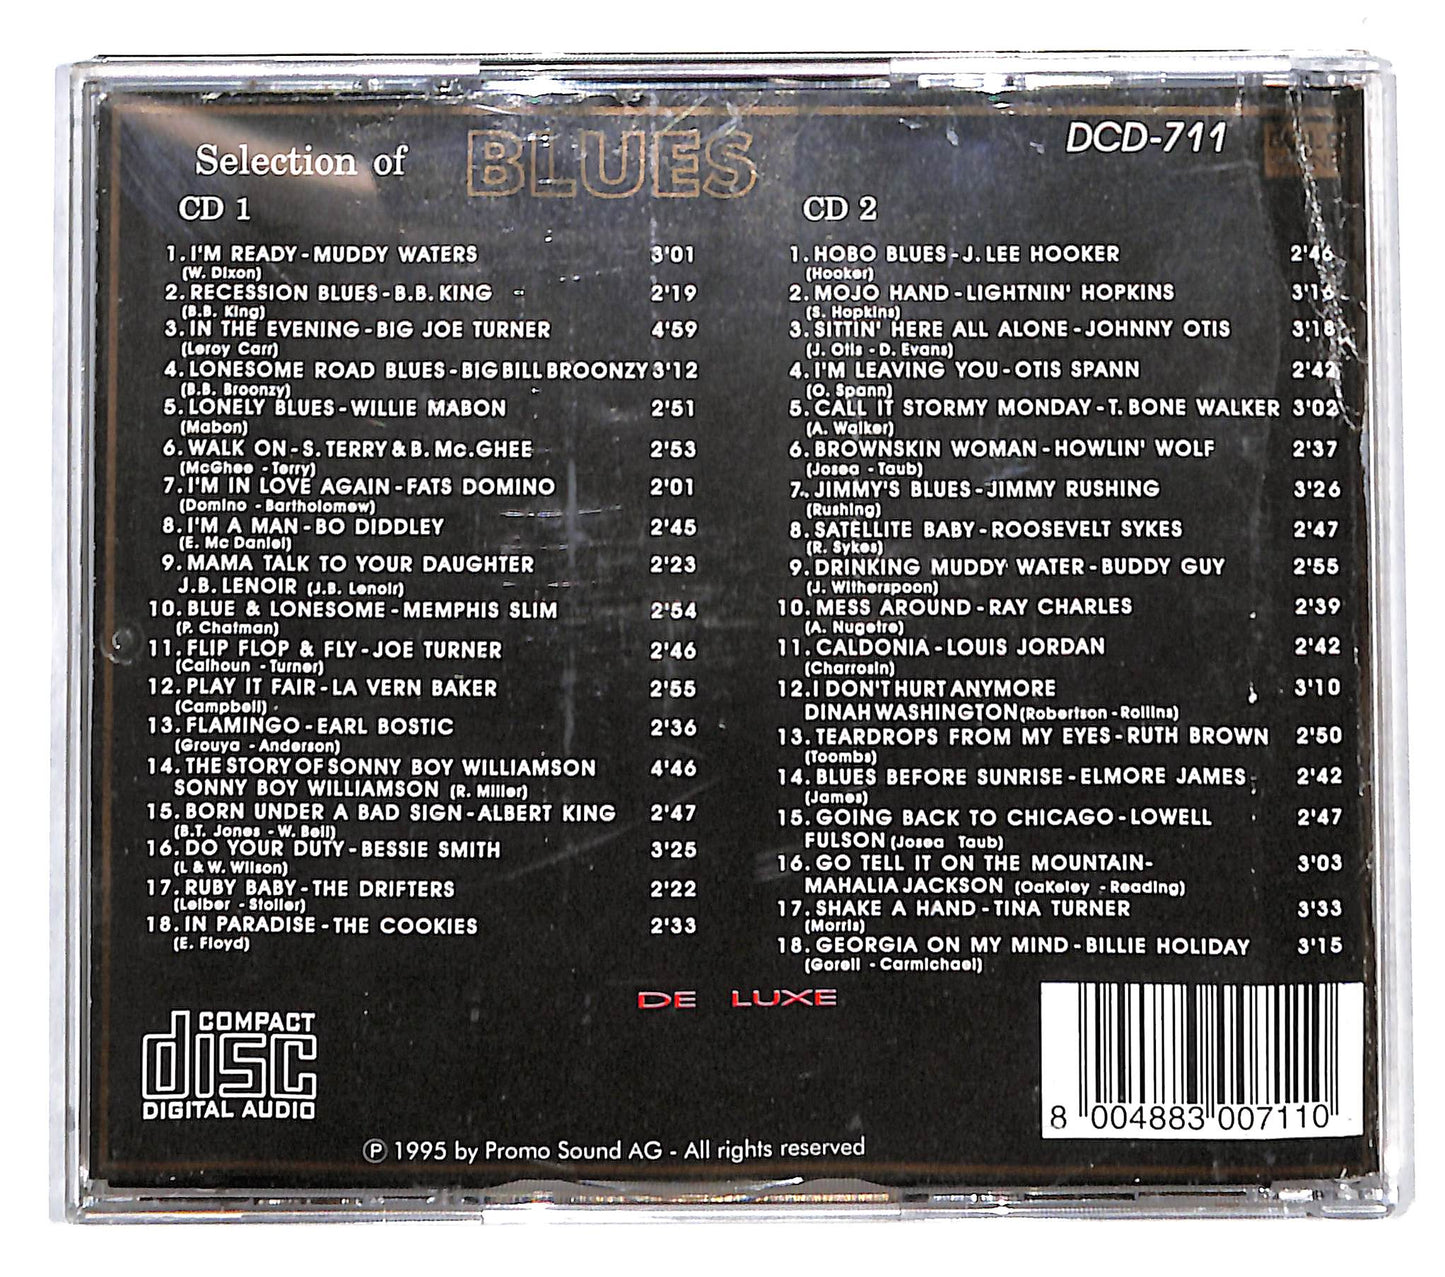 Selection of BLUES
DCD-711
CD 1
1. I'M READY - MUDDY WATERS 3'01
(W. Dixon)
2. RECESSION BLUES - B.B. KING 2'19
(B.B. King)
3. IN THE EVENING - BIG JOE TURNER 4'59
(Leroy Carr)
4. LONESOME ROAD BLUES - BIG BILL BROONZY 3'12
(B.B. Broonzy)
5. LONELY BLUES - WILLIE MABON 2'51
(Mabon)
6. WALK ON - S. TERRY & B. Mc. GHEE 2'53
(McGhee - Terry)
7. I'M IN LOVE AGAIN - FATS DOMINO 2'01
(Domino - Bartholomew)
8. I'M A MAN - BO DIDDLEY 2'45
(E. Mc Daniel)
9. MAMA TALK TO YOUR DAUGHTER 2'23
J.B. LENOIR (J.B. Lenoir)
10. BLUE & LONESOME - MEMPHIS SLIM 2'54
(P. Chatman)
11. FLIP FLOP & FLY - JOE TURNER 2'46
(Calhoun - Turner)
12. PLAY IT FAIR - LA VERN BAKER 2'55
(Campbell)
13. FLAMINGO - EARL BOSTIC 2'36
(Grouya - Anderson)
14. THE STORY OF SONNY BOY WILLIAMSON 4'46
SONNY BOY WILLIAMSON (R. Miller)
15. BORN UNDER A BAD SIGN - ALBERT KING 2'47
(B.T. Jones - W. Bell)
16. DO YOUR DUTY - BESSIE SMITH 3'25
(L & W. Wilson)
17. RUBY BABY - THE DRIFTERS 2'22
(Leiber - Stoller)
18. IN PARADISE - THE COOKIES 2'33
(E. Floyd)
CD 2
1. HOBO BLUES - J. LEE HOOKER 2'46
(Hooker)
2. MOJO HAND - LIGHTNIN' HOPKINS 3'16
(S. Hopkins)
3. SITTIN' HERE ALL ALONE - JOHNNY OTIS 3'18
(J. Otis - D. Evans)
4. I'M LEAVING YOU - OTIS SPANN 2'42
(O. Spann)
5. CALL IT STORMY MONDAY - T. BONE WALKER 3'02
(A. Walker)
6. BROWNSKIN WOMAN - HOWLIN' WOLF 2'37
(Josea - Taub)
7. JIMMY'S BLUES - JIMMY RUSHING 3'26
(Rushing)
8. SATELLITE BABY - ROOSEVELT SYKES 2'47
(R. Sykes)
9. DRINKING MUDDY WATER - BUDDY GUY 2'55
(J. Witherspoon)
10. MESS AROUND - RAY CHARLES 2'39
(A. Nugetre)
11. CALDONIA - LOUIS JORDAN 2'42
(Charrosin)
12. I DON'T HURT ANYMORE 3'10
DINAH WASHINGTON (Robertson - Rollins)
13. TEARDROPS FROM MY EYES - RUTH BROWN 2'50
(Toombs)
14. BLUES BEFORE SUNRISE - ELMORE JAMES 2'42
(James)
15. GOING BACK TO CHICAGO - LOWELL 2'47
FULSON (Josea Taub)
16. GO TELL IT ON THE MOUNTAIN- 3'03
MAHALIA JACKSON (Oakeley - Reading)
17. SHAKE A HAND - TINA TURNER 3'33
(Morris)
18. GEORGIA ON MY MIND - BILLIE HOLIDAY 3'15
(Gorell - Carmichael)
DE LUXE
COMPACT
disc
DIGITAL AUDIO
8 004883 007110
℗ 1995 by Promo Sound AG - All rights reserved